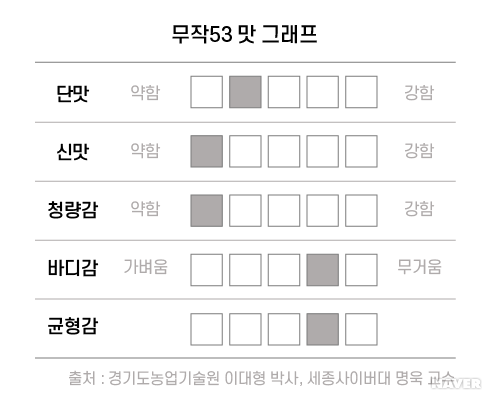 무작53 맛 그래프
단맛 약함 강함
신맛 약함 강함
청량감 약함 강함
바디감 가벼움 무거움
균형감
출처 : 경기도농업기술원 이대형 박사, 세종사이버대 명욱 교수
NAVER